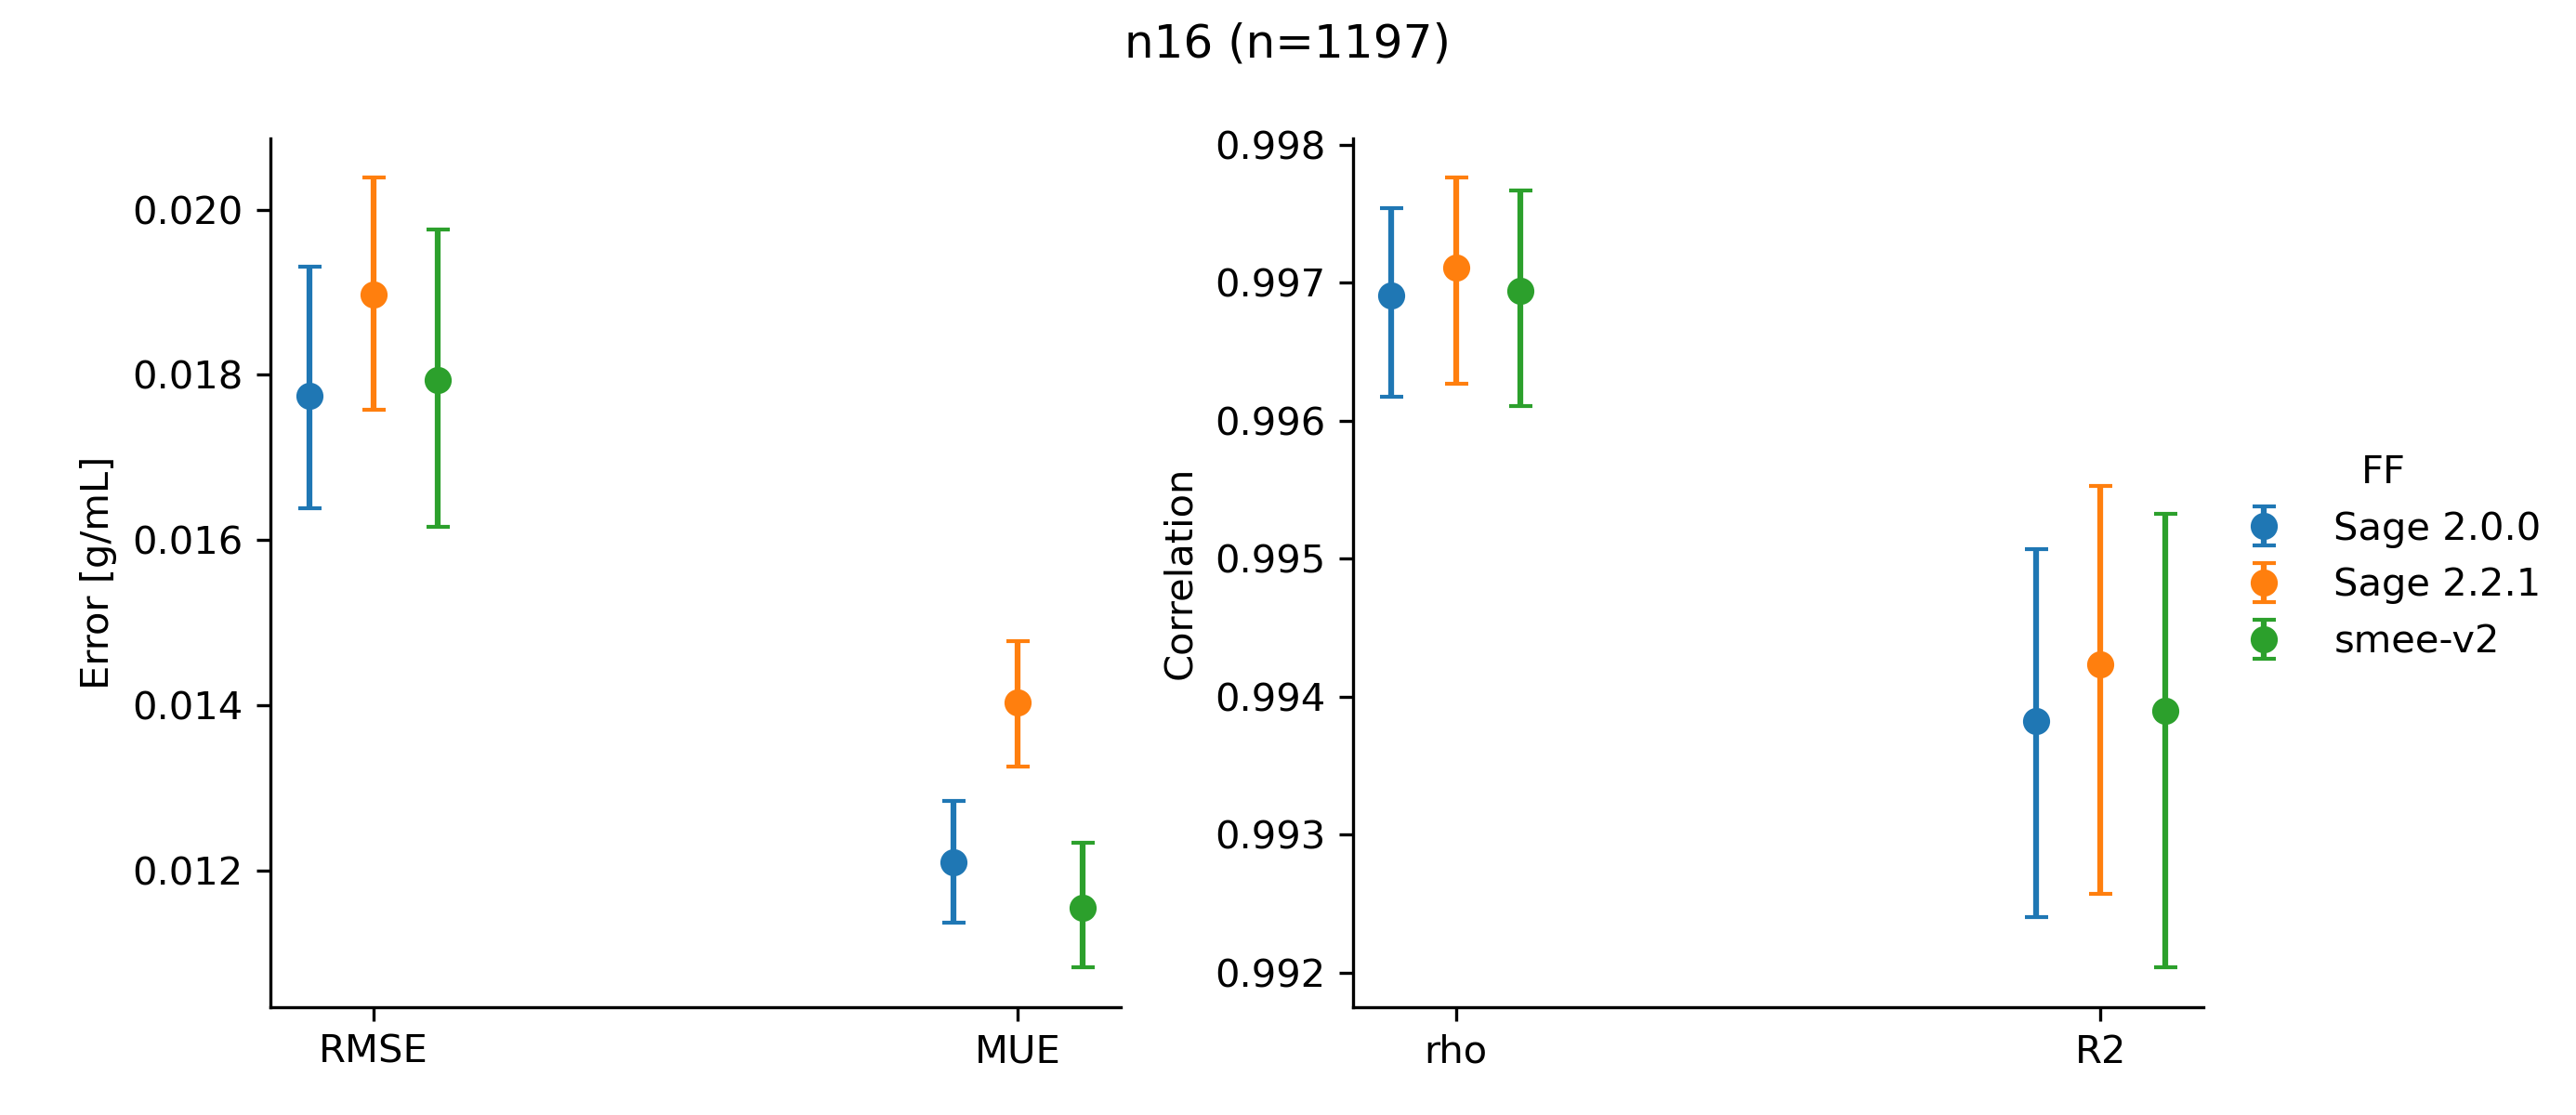 n16 (n=1197)
Error [g/mL]
0.020
0.018
0.016
0.014
0.012
RMSE
MUE
Correlation
0.998
0.997
0.996
0.995
0.994
0.993
0.992
rho
R2
FF
Sage 2.0.0
Sage 2.2.1
smee-v2